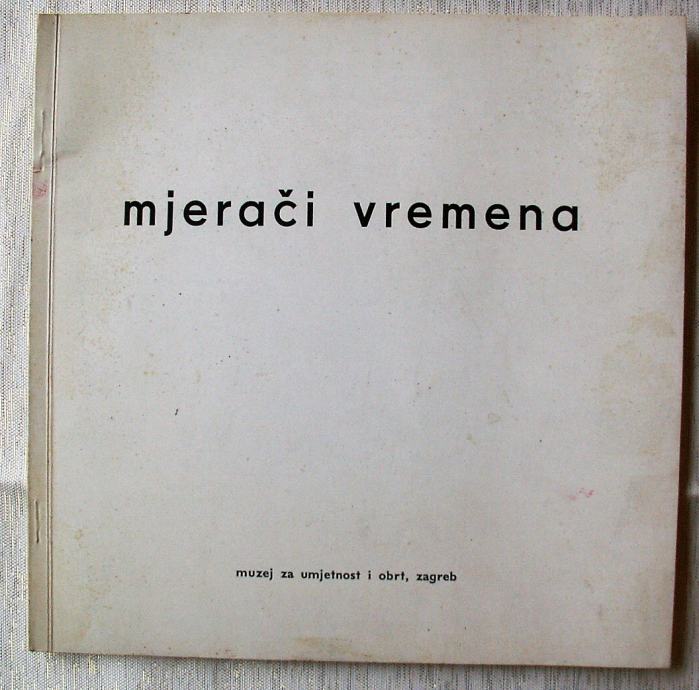 mjerači vremena
muzej za umjetnost i obrt, zagreb